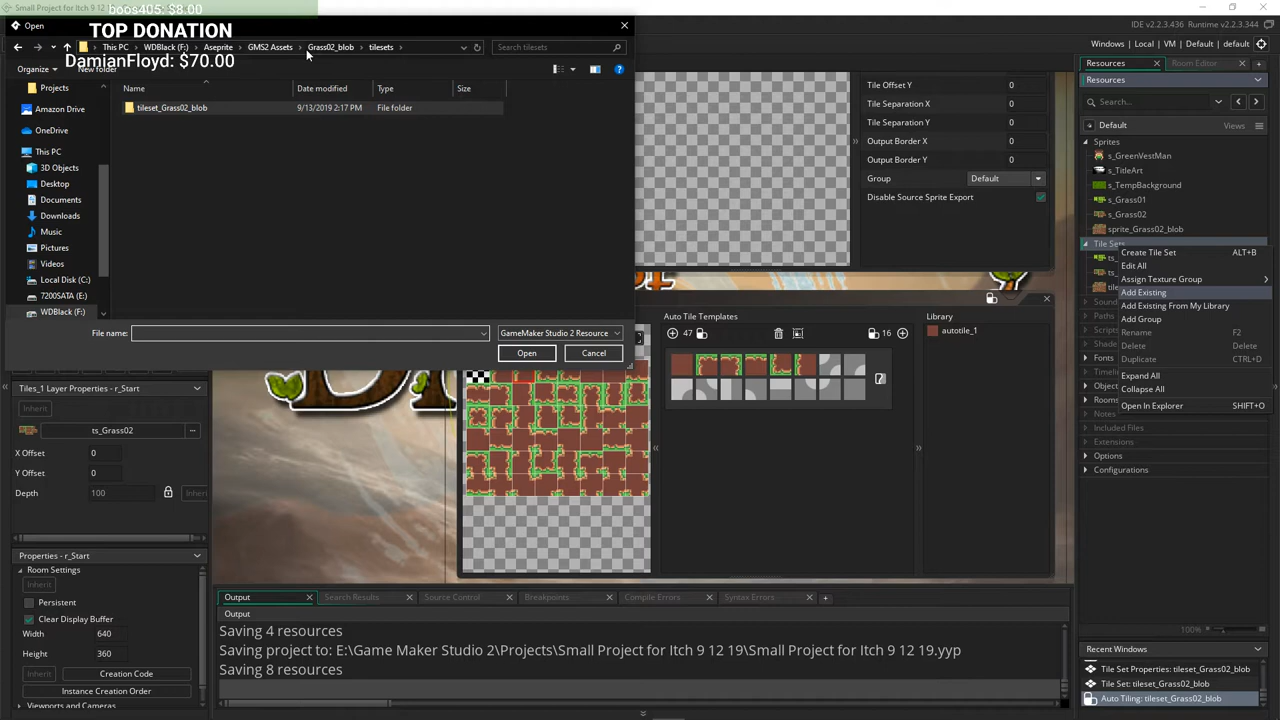 Small Project for Itch 9 12
boos405: $8.00
Open
TOP DONATION
IDE v2.2.3.436 Runtime v2.2.3.344
This PC
WDBlack (F:)
Aseprite
GMS2 Assets
Grass02_blob
tilesets
Search tilesets
DamianFloyd: $70.00
Windows | Local | VM | Default | default
Organize
New folder
Resources
Room Editor
Name
Date modified
Type
Size
Projects
tileset_Grass02_blob
9/13/2019 2:17 PM
File folder
Amazon Drive
OneDrive
This PC
3D Objects
Desktop
Documents
Downloads
Music
Pictures
Videos
Local Disk (C:)
7200SATA (E:)
WDBlack (F:)
File name:
GameMaker Studio 2 Resource
Open
Cancel
Tile Offset Y 0
Tile Separation X 0
Tile Separation Y 0
Output Border X 0
Output Border Y 0
Group Default
Disable Source Sprite Export
Resources
Search...
Default
Views
Sprites
s_GreenVestMan
s_TitleArt
s_TempBackground
s_Grass01
s_Grass02
sprite_Grass02_blob
Tile Sets
Create Tile Set ALT+B
Edit All
Assign Texture Group
Add Existing
Add Existing From My Library
Add Group
Rename F2
Delete Delete
Duplicate CTRL+D
Expand All
Collapse All
Open In Explorer SHIFT+O
Fonts
Notes
Included Files
Extensions
Options
Configurations
Auto Tile Templates
47
16
Library
autotile_1
Tiles_1 Layer Properties - r_Start
Inherit
ts_Grass02
X Offset 0
Y Offset 0
Depth 100
Properties - r_Start
Room Settings
Inherit
Persistent
Clear Display Buffer
Width 640
Height 360
Inherit
Creation Code
Instance Creation Order
Viewports and Cameras
Output
Search Results
Source Control
Breakpoints
Compile Errors
Syntax Errors
Output
Saving 4 resources
Saving project to: E:\Game Maker Studio 2\Projects\Small Project for Itch 9 12 19\Small Project for Itch 9 12 19.yyp
Saving 8 resources
100%
Recent Windows
Tile Set Properties: tileset_Grass02_blob
Tile Set: tileset_Grass02_blob
Auto Tiling: tileset_Grass02_blob